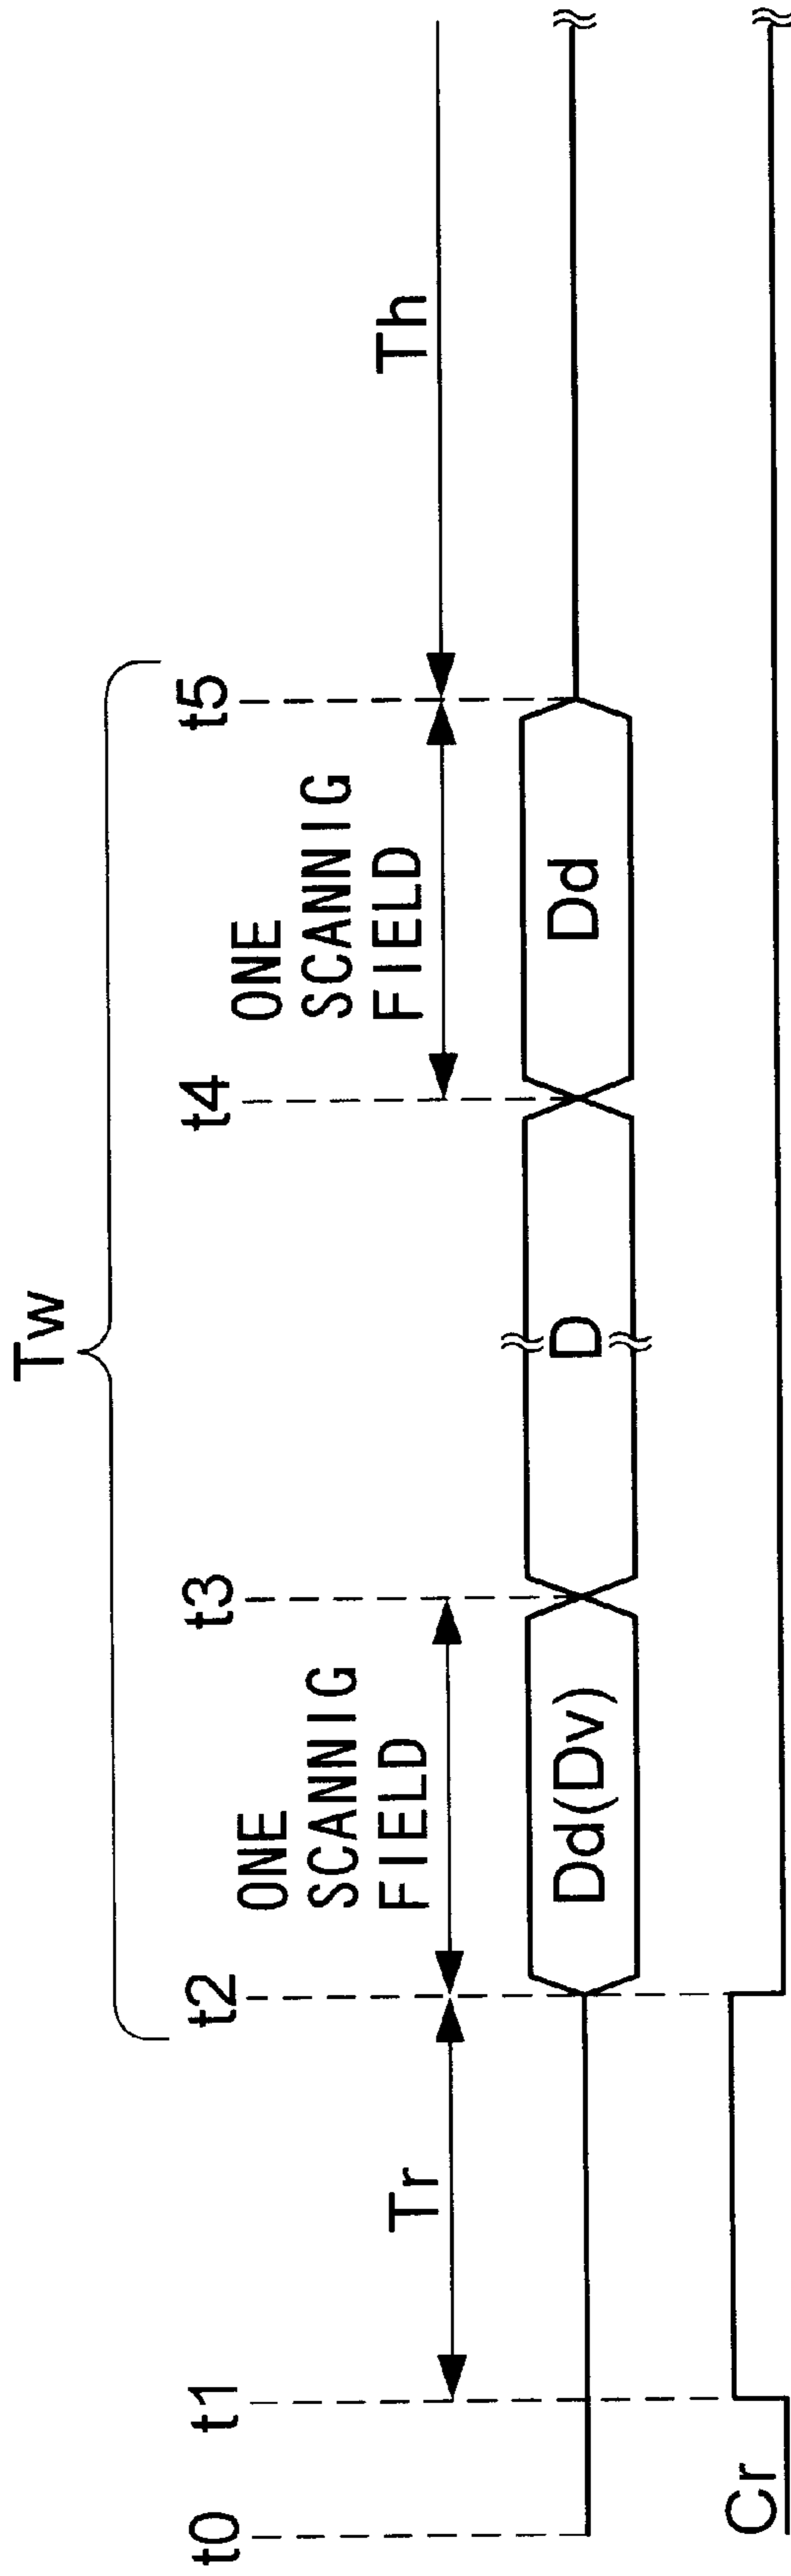 Tw
t0
t1
t2
t3
t4
t5
Tr
ONE
SCANNIG
FIELD
ONE
SCANNIG
FIELD
Th
Dd(Dv)
D
Dd
Cr